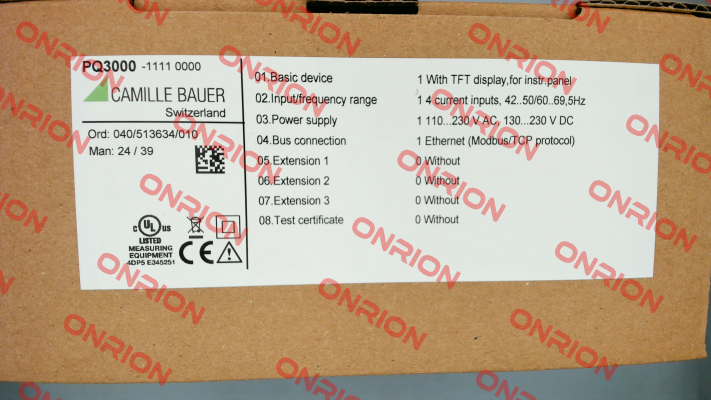 PQ3000 -1111 0000
CAMILLE BAUER
Switzerland
Ord: 040/513634/010
Man: 24 / 39
C UL US
LISTED
MEASURING
EQUIPMENT
4DP5 E345251
CE
01.Basic device 1 With TFT display,for instr.panel
02.Input/frequency range 1 4 current inputs, 42..50/60..69,5Hz
03.Power supply 1 110...230 V AC, 130...230 V DC
04.Bus connection 1 Ethernet (Modbus/TCP protocol)
05.Extension 1 0 Without
06.Extension 2 0 Without
07.Extension 3 0 Without
08.Test certificate 0 Without
ONRION